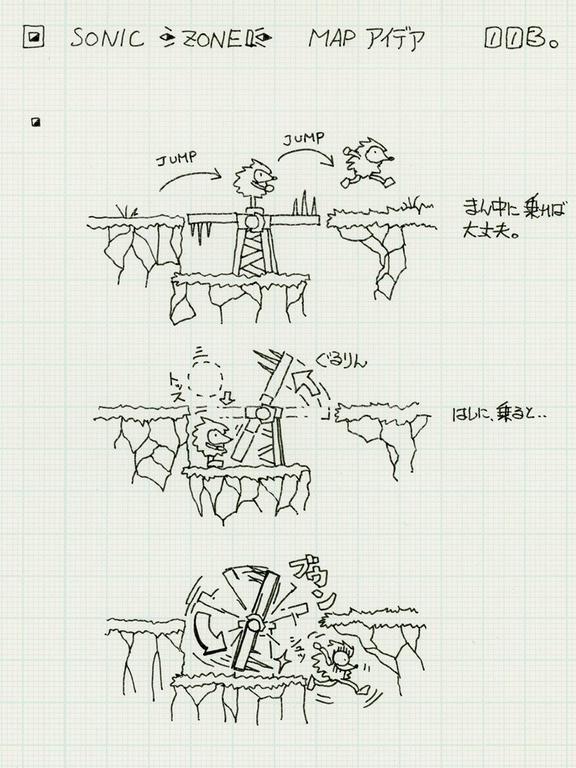 SONIC ZONE MAP アイデア 113。
JUMP
JUMP
まん中に乗れば
大丈夫。
ぐるりん
トッス
はしに、乗ると‥
ブウン
シュッ